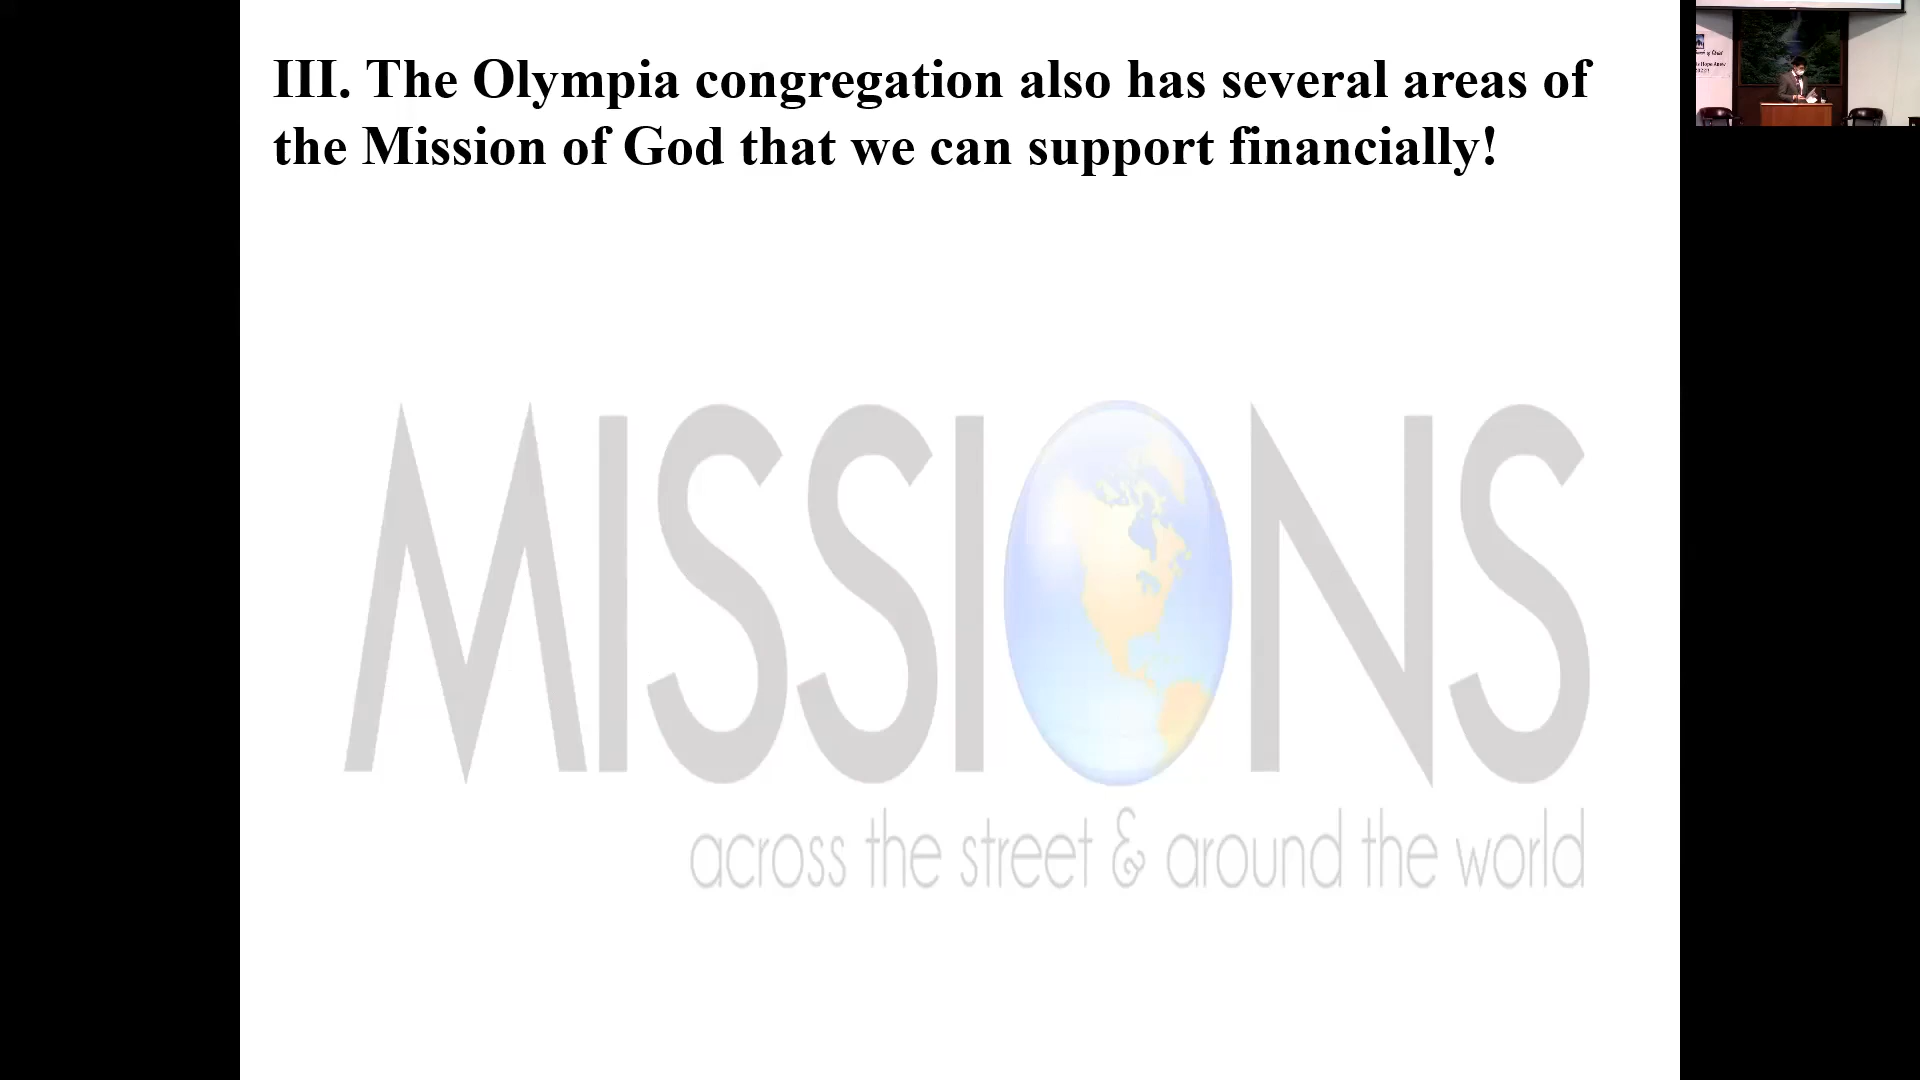 III. The Olympia congregation also has several areas of
the Mission of God that we can support financially!
MISSIONS
across the street & around the world